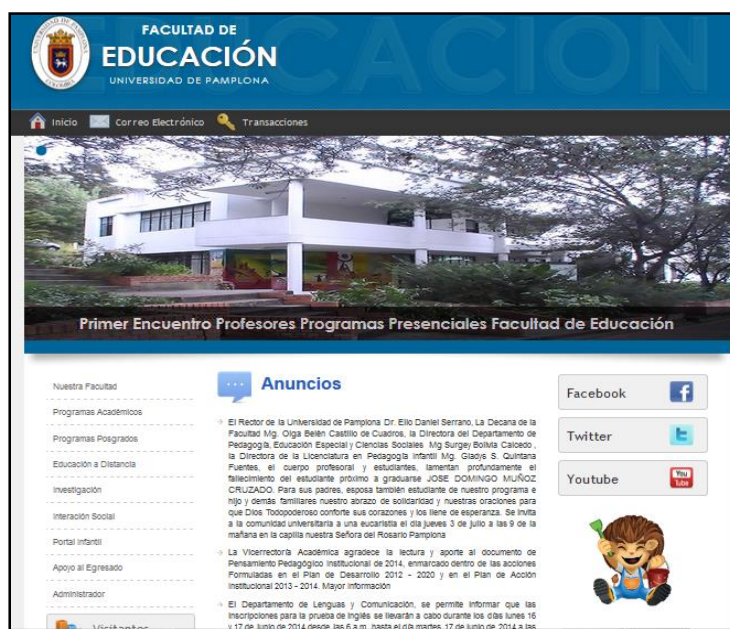 FACULTAD DE
EDUCACIÓN
UNIVERSIDAD DE PAMPLONA
EDUCACION
Inicio Correo Electrónico Transacciones
Primer Encuentro Profesores Programas Presenciales Facultad de Educación
Nuestra Facultad
Programas Académicos
Programas Posgrados
Educación a Distancia
Investigación
Interación Social
Portal Infantil
Apoyo al Egresado
Administrador
Visitantes
Anuncios
El Rector de la Universidad de Pamplona Dr. Elio Daniel Serrano, La Decana de la
Facultad Mg. Olga Belén Castillo de Cuadros, la Directora del Departamento de
Pedagogía, Educación Especial y Ciencias Sociales Mg Surgey Bolivia Caicedo ,
la Directora de la Licenciatura en Pedagogía Infantil Mg. Gladys S. Quintana
Fuentes, el cuerpo profesoral y estudiantes, lamentan profundamente el
fallecimiento del estudiante próximo a graduarse JOSE DOMINGO MUÑOZ
CRUZADO. Para sus padres, esposa también estudiante de nuestro programa e
hijo y demás familiares nuestro abrazo de solidaridad y nuestras oraciones para
que Dios Todopoderoso conforte sus corazones y los llene de esperanza. Se invita
a la comunidad universitaria a una eucaristía el día jueves 3 de julio a las 9 de la
mañana en la capilla nuestra Señora del Rosario Pamplona
La Vicerrectoría Académica agradece la lectura y aporte al documento de
Pensamiento Pedagógico Institucional de 2014, enmarcado dentro de las acciones
Formuladas en el Plan de Desarrollo 2012 - 2020 y en el Plan de Acción
Institucional 2013 - 2014. Mayor Información
El Departamento de Lenguas y Comunicación, se permite informar que las
inscripciones para la prueba de inglés se llevarán a cabo durante los días lunes 16
y 17 de junio de 2014 desde las 6 a.m. hasta el día martes 17 de junio de 2014 a las
Facebook
Twitter
Youtube
You
Tube